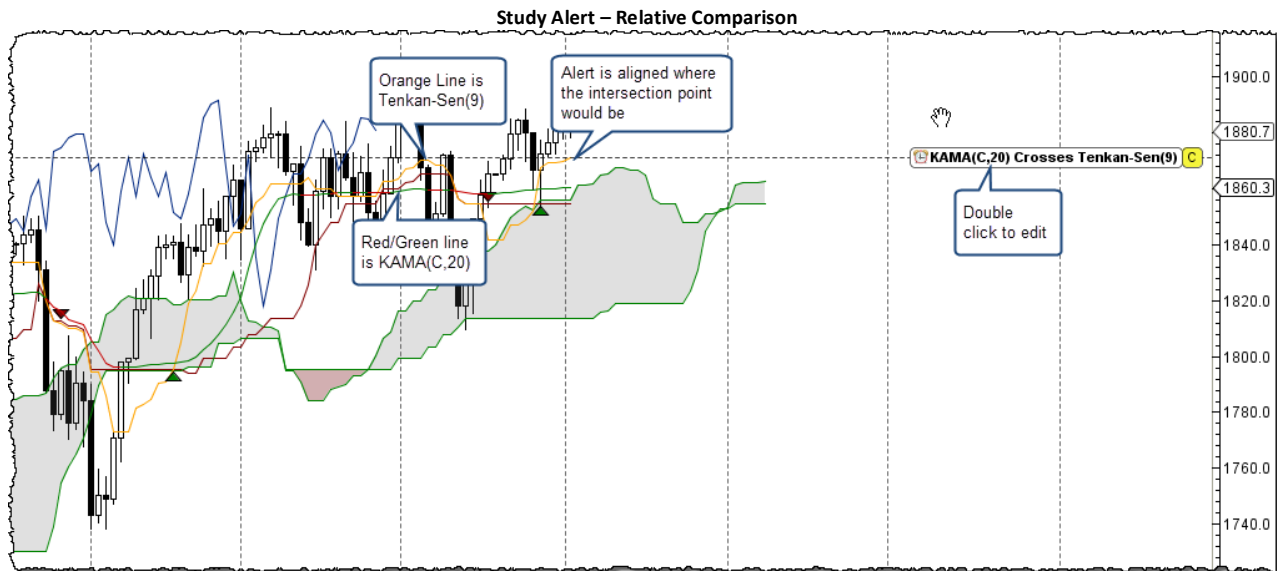 Study Alert – Relative Comparison
Orange Line is
Tenkan-Sen(9)
Alert is aligned where
the intersection point
would be
1900.0
1880.7
KAMA(C,20) Crosses Tenkan-Sen(9) C
1860.3
Red/Green line
is KAMA(C,20)
Double
click to edit
1840.0
1820.0
1800.0
1780.0
1760.0
1740.0